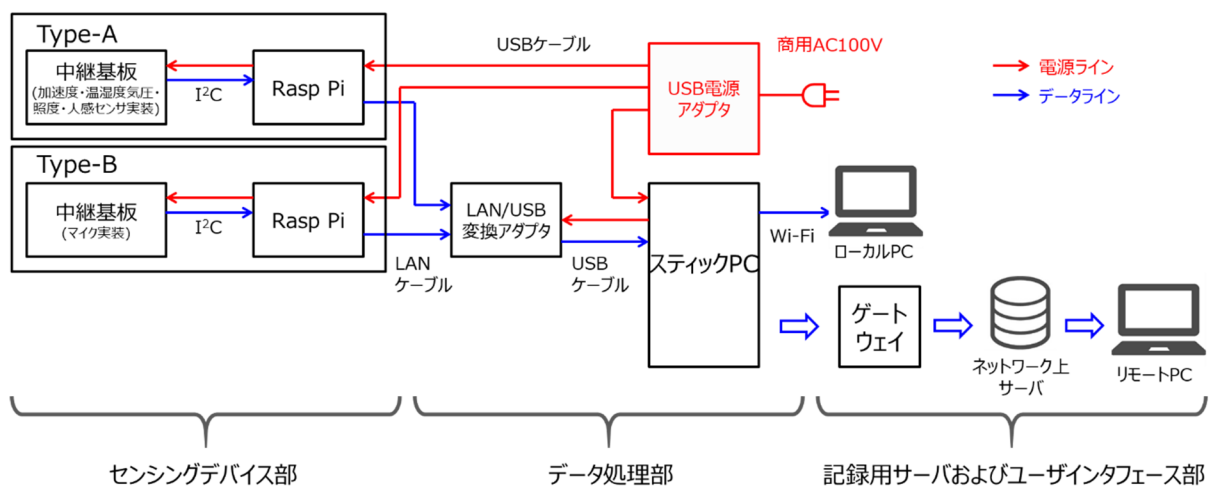 Type-A
中継基板
(加速度・温湿度気圧・
照度・人感センサ実装)
I²C
Rasp Pi
USBケーブル
USB電源
アダプタ
商用AC100V
電源ライン
データライン
Type-B
中継基板
(マイク実装)
I²C
Rasp Pi
LAN
ケーブル
LAN/USB
変換アダプタ
USB
ケーブル
スティックPC
Wi-Fi
ローカルPC
ゲート
ウェイ
ネットワーク上
サーバ
リモートPC
センシングデバイス部
データ処理部
記録用サーバおよびユーザインタフェース部